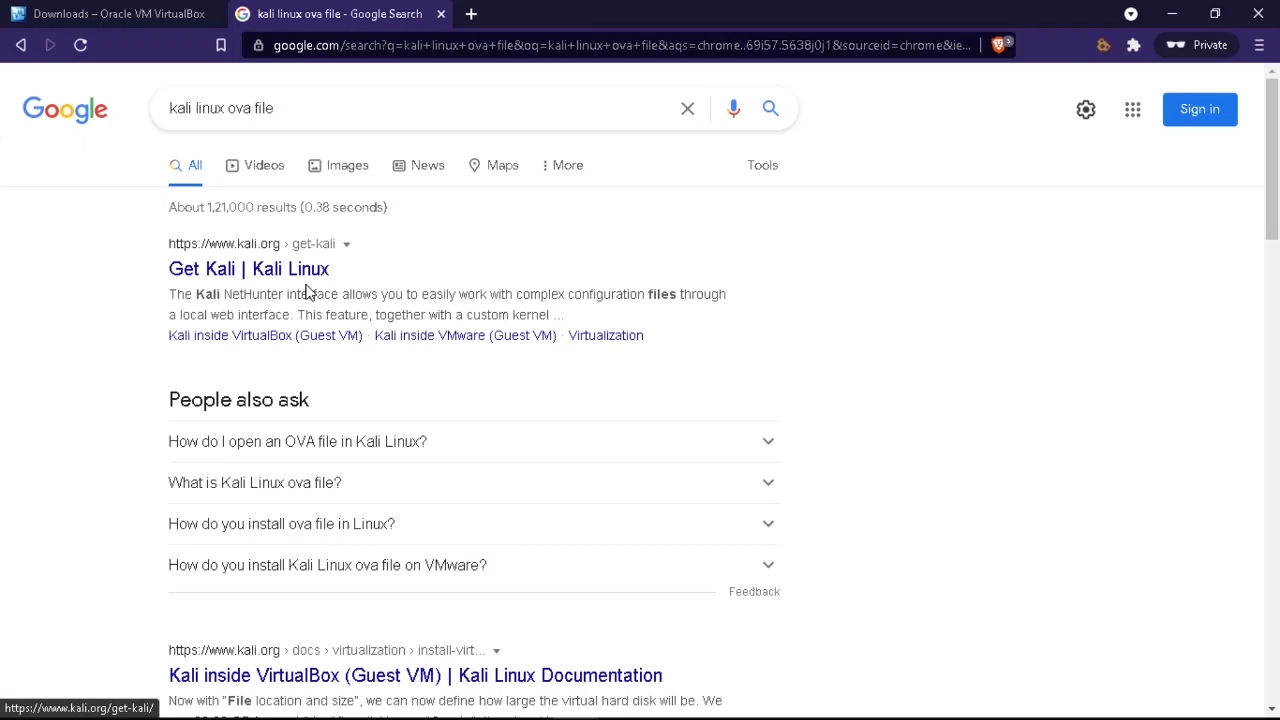 Downloads – Oracle VM VirtualBox
kali linux ova file - Google Search
google.com/search?q=kali+linux+ova+file&oq=kali+linux+ova+file&aqs=chrome..69i57.5638j0j1&sourceid=chrome&ie...
3
Private
Google
kali linux ova file
Sign in
All
Videos
Images
News
Maps
More
Tools
About 1,21,000 results (0.38 seconds)
https://www.kali.org › get-kali
Get Kali | Kali Linux
The Kali NetHunter interface allows you to easily work with complex configuration files through
a local web interface. This feature, together with a custom kernel ...
Kali inside VirtualBox (Guest VM) · Kali inside VMware (Guest VM) · Virtualization
People also ask
How do I open an OVA file in Kali Linux?
What is Kali Linux ova file?
How do you install ova file in Linux?
How do you install Kali Linux ova file on VMware?
Feedback
https://www.kali.org › docs › virtualization › install-virt...
Kali inside VirtualBox (Guest VM) | Kali Linux Documentation
Now with "File location and size", we can now define how large the virtual hard disk will be. We
https://www.kali.org/get-kali/